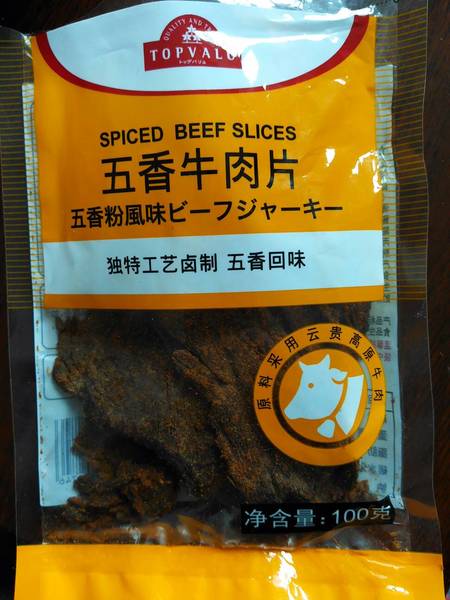 QUALITY AND
TOPVALU
トップバリュ
SPICED BEEF SLICES
五香牛肉片
五香粉風味ビーフジャーキー
独特工艺卤制 五香回味
原料采用云贵高原牛肉
净含量:100克